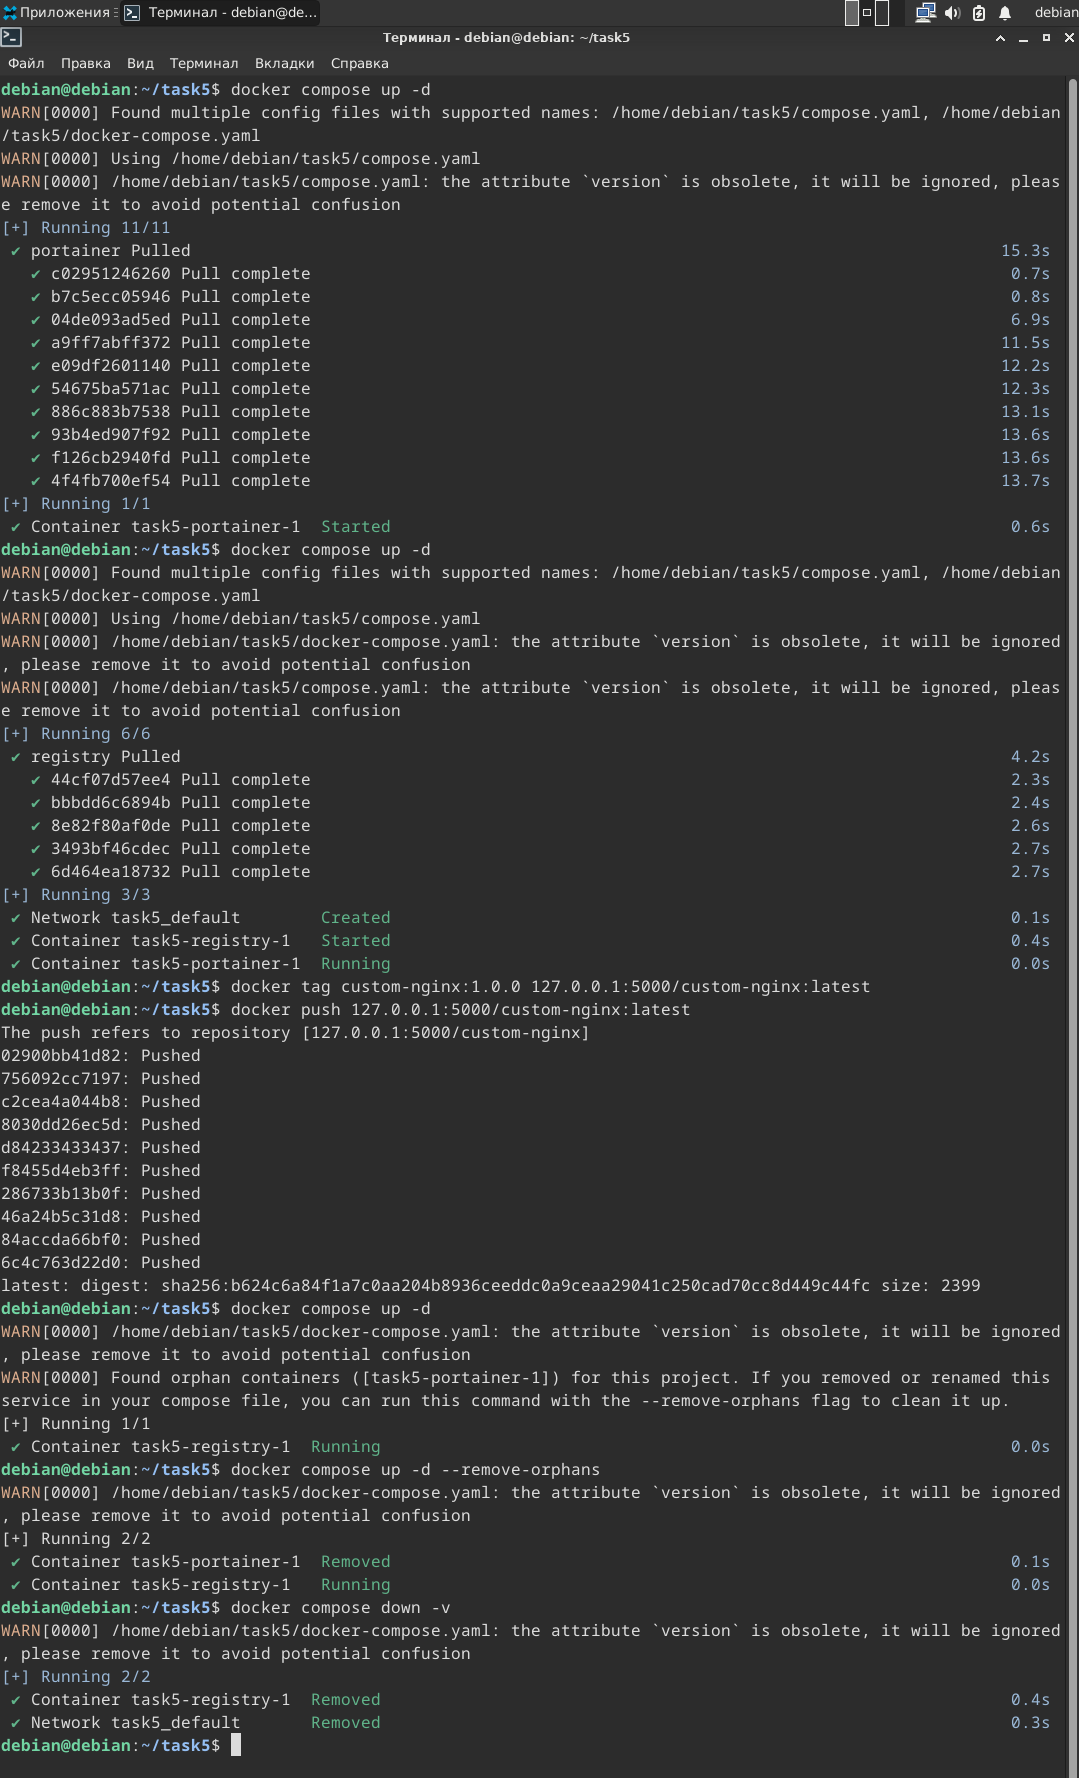 Приложения
Терминал - debian@de...
debian
Терминал - debian@debian: ~/task5
Файл Правка Вид Терминал Вкладки Справка
debian@debian:~/task5$ docker compose up -d
WARN[0000] Found multiple config files with supported names: /home/debian/task5/compose.yaml, /home/debian
/task5/docker-compose.yaml
WARN[0000] Using /home/debian/task5/compose.yaml
WARN[0000] /home/debian/task5/compose.yaml: the attribute `version` is obsolete, it will be ignored, pleas
e remove it to avoid potential confusion
[+] Running 11/11
✔ portainer Pulled 15.3s
✔ c02951246260 Pull complete 0.7s
✔ b7c5ecc05946 Pull complete 0.8s
✔ 04de093ad5ed Pull complete 6.9s
✔ a9ff7abff372 Pull complete 11.5s
✔ e09df2601140 Pull complete 12.2s
✔ 54675ba571ac Pull complete 12.3s
✔ 886c883b7538 Pull complete 13.1s
✔ 93b4ed907f92 Pull complete 13.6s
✔ f126cb2940fd Pull complete 13.6s
✔ 4f4fb700ef54 Pull complete 13.7s
[+] Running 1/1
✔ Container task5-portainer-1 Started 0.6s
debian@debian:~/task5$ docker compose up -d
WARN[0000] Found multiple config files with supported names: /home/debian/task5/compose.yaml, /home/debian
/task5/docker-compose.yaml
WARN[0000] Using /home/debian/task5/compose.yaml
WARN[0000] /home/debian/task5/docker-compose.yaml: the attribute `version` is obsolete, it will be ignored
, please remove it to avoid potential confusion
WARN[0000] /home/debian/task5/compose.yaml: the attribute `version` is obsolete, it will be ignored, pleas
e remove it to avoid potential confusion
[+] Running 6/6
✔ registry Pulled 4.2s
✔ 44cf07d57ee4 Pull complete 2.3s
✔ bbbdd6c6894b Pull complete 2.4s
✔ 8e82f80af0de Pull complete 2.6s
✔ 3493bf46cdec Pull complete 2.7s
✔ 6d464ea18732 Pull complete 2.7s
[+] Running 3/3
✔ Network task5_default Created 0.1s
✔ Container task5-registry-1 Started 0.4s
✔ Container task5-portainer-1 Running 0.0s
debian@debian:~/task5$ docker tag custom-nginx:1.0.0 127.0.0.1:5000/custom-nginx:latest
debian@debian:~/task5$ docker push 127.0.0.1:5000/custom-nginx:latest
The push refers to repository [127.0.0.1:5000/custom-nginx]
02900bb41d82: Pushed
756092cc7197: Pushed
c2cea4a044b8: Pushed
8030dd26ec5d: Pushed
d84233433437: Pushed
f8455d4eb3ff: Pushed
286733b13b0f: Pushed
46a24b5c31d8: Pushed
84accda66bf0: Pushed
6c4c763d22d0: Pushed
latest: digest: sha256:b624c6a84f1a7c0aa204b8936ceeddc0a9ceaa29041c250cad70cc8d449c44fc size: 2399
debian@debian:~/task5$ docker compose up -d
WARN[0000] /home/debian/task5/docker-compose.yaml: the attribute `version` is obsolete, it will be ignored
, please remove it to avoid potential confusion
WARN[0000] Found orphan containers ([task5-portainer-1]) for this project. If you removed or renamed this
service in your compose file, you can run this command with the --remove-orphans flag to clean it up.
[+] Running 1/1
✔ Container task5-registry-1 Running 0.0s
debian@debian:~/task5$ docker compose up -d --remove-orphans
WARN[0000] /home/debian/task5/docker-compose.yaml: the attribute `version` is obsolete, it will be ignored
, please remove it to avoid potential confusion
[+] Running 2/2
✔ Container task5-portainer-1 Removed 0.1s
✔ Container task5-registry-1 Running 0.0s
debian@debian:~/task5$ docker compose down -v
WARN[0000] /home/debian/task5/docker-compose.yaml: the attribute `version` is obsolete, it will be ignored
, please remove it to avoid potential confusion
[+] Running 2/2
✔ Container task5-registry-1 Removed 0.4s
✔ Network task5_default Removed 0.3s
debian@debian:~/task5$